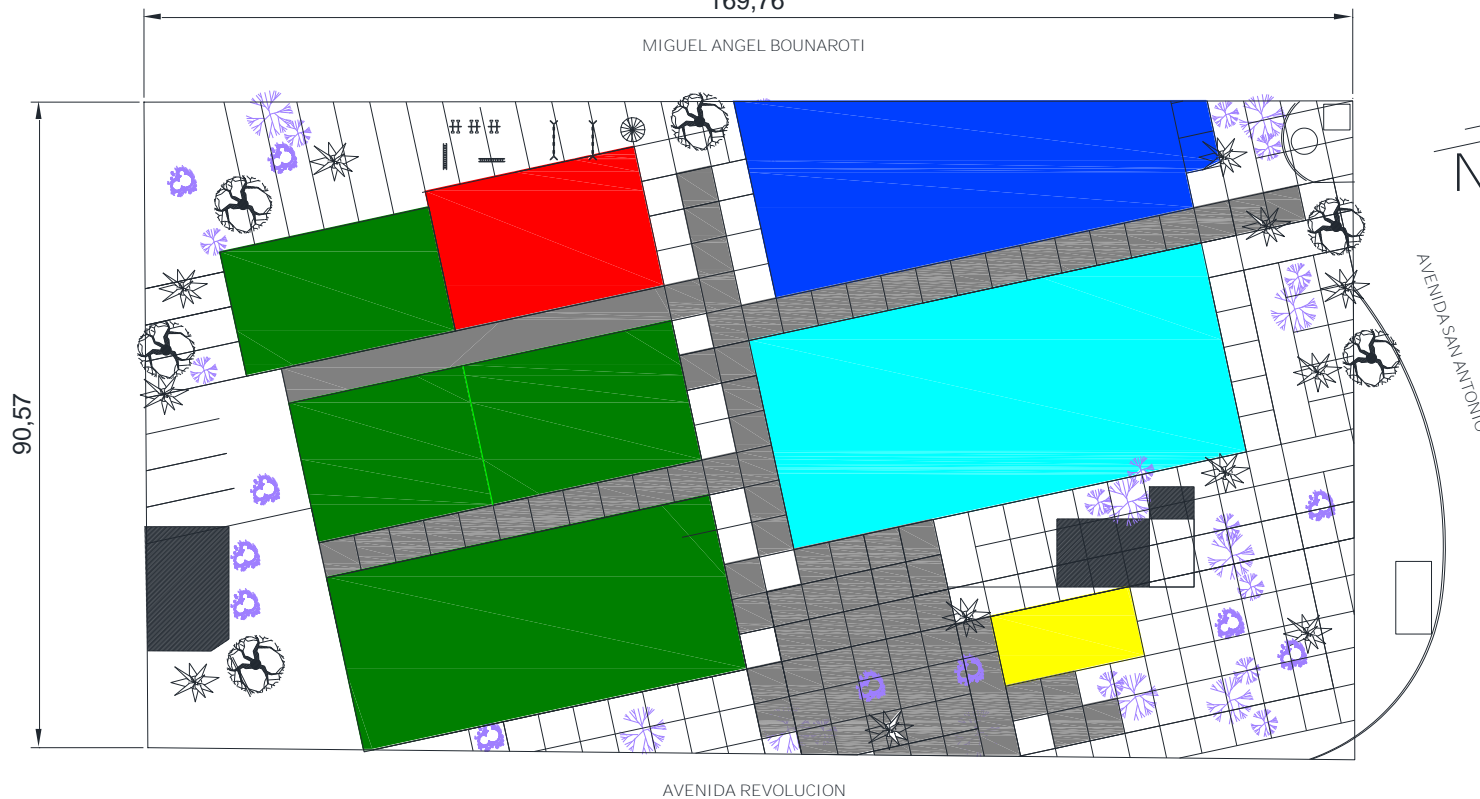 169,76
MIGUEL ANGEL BOUNAROTI
N
90,57
AVENIDA SAN ANTONIO
AVENIDA REVOLUCION